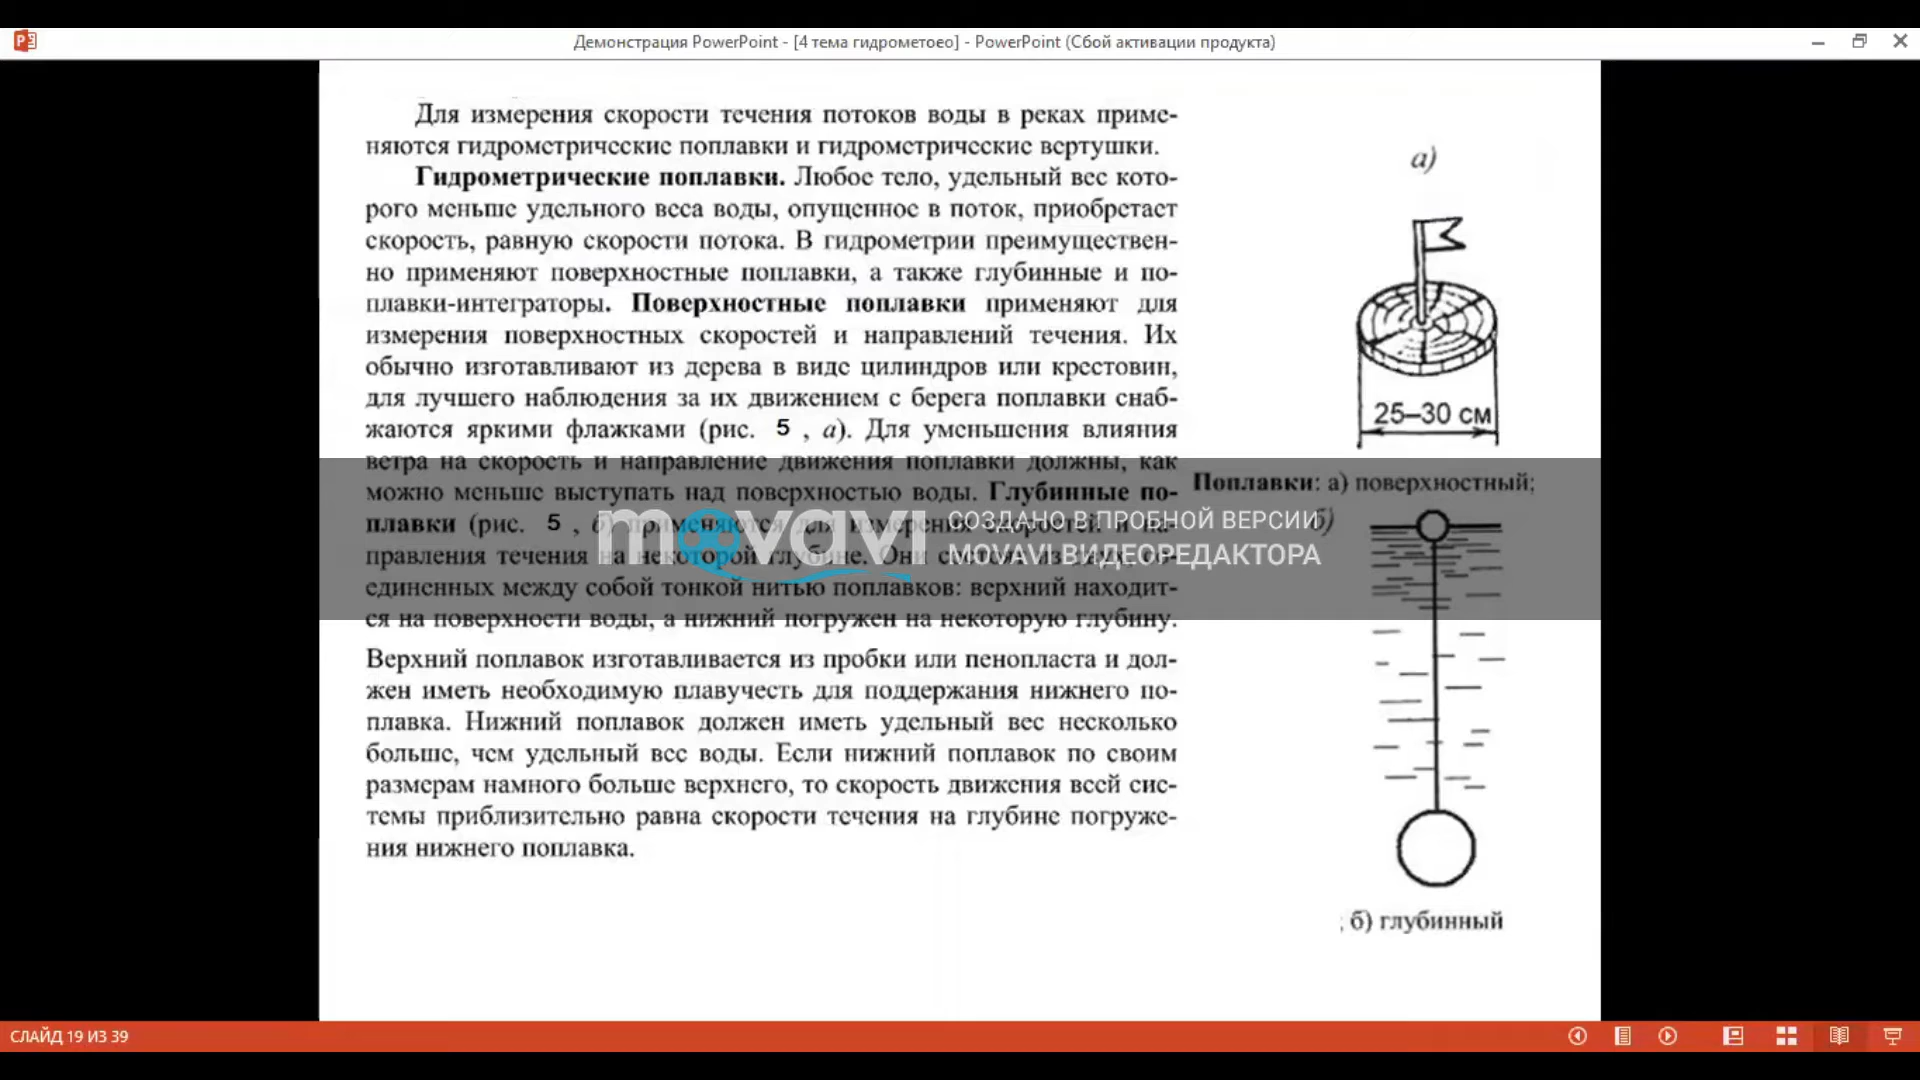 Демонстрация PowerPoint - [4 тема гидрометоео] - PowerPoint (Сбой активации продукта)
Для измерения скорости течения потоков воды в реках приме-
няются гидрометрические поплавки и гидрометрические вертушки.
Гидрометрические поплавки. Любое тело, удельный вес кото-
рого меньше удельного веса воды, опущенное в поток, приобретает
скорость, равную скорости потока. В гидрометрии преимуществен-
но применяют поверхностные поплавки, а также глубинные и по-
плавки-интеграторы. Поверхностные поплавки применяют для
измерения поверхностных скоростей и направлений течения. Их
обычно изготавливают из дерева в виде цилиндров или крестовин,
для лучшего наблюдения за их движением с берега поплавки снаб-
жаются яркими флажками (рис. 5 , а). Для уменьшения влияния
ветра на скорость и направление движения поплавки должны, как
можно меньше выступать над поверхностью воды. Глубинные по-
плавки (рис. 5 , б) применяются для измерения скоростей и на-
правления течения на некоторой глубине. Они
единенных между собой тонкой нитью поплавков: верхний находит-
ся на поверхности воды, а нижний погружен на некоторую глубину.
Верхний поплавок изготавливается из пробки или пенопласта и дол-
жен иметь необходимую плавучесть для поддержания нижнего по-
плавка. Нижний поплавок должен иметь удельный вес несколько
больше, чем удельный вес воды. Если нижний поплавок по своим
размерам намного больше верхнего, то скорость движения всей сис-
темы приблизительно равна скорости течения на глубине погруже-
ния нижнего поплавка.
а)
25–30 см
Поплавки: а) поверхностный;
б)
; б) глубинный
movavi
СОЗДАНО В ПРОБНОЙ ВЕРСИИ
MOVAVI ВИДЕОРЕДАКТОРА
СЛАЙД 19 ИЗ 39